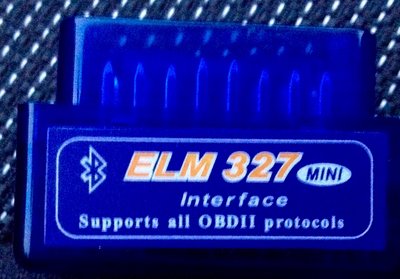 ELM 327 MINI
Interface
Supports all OBDII protocols